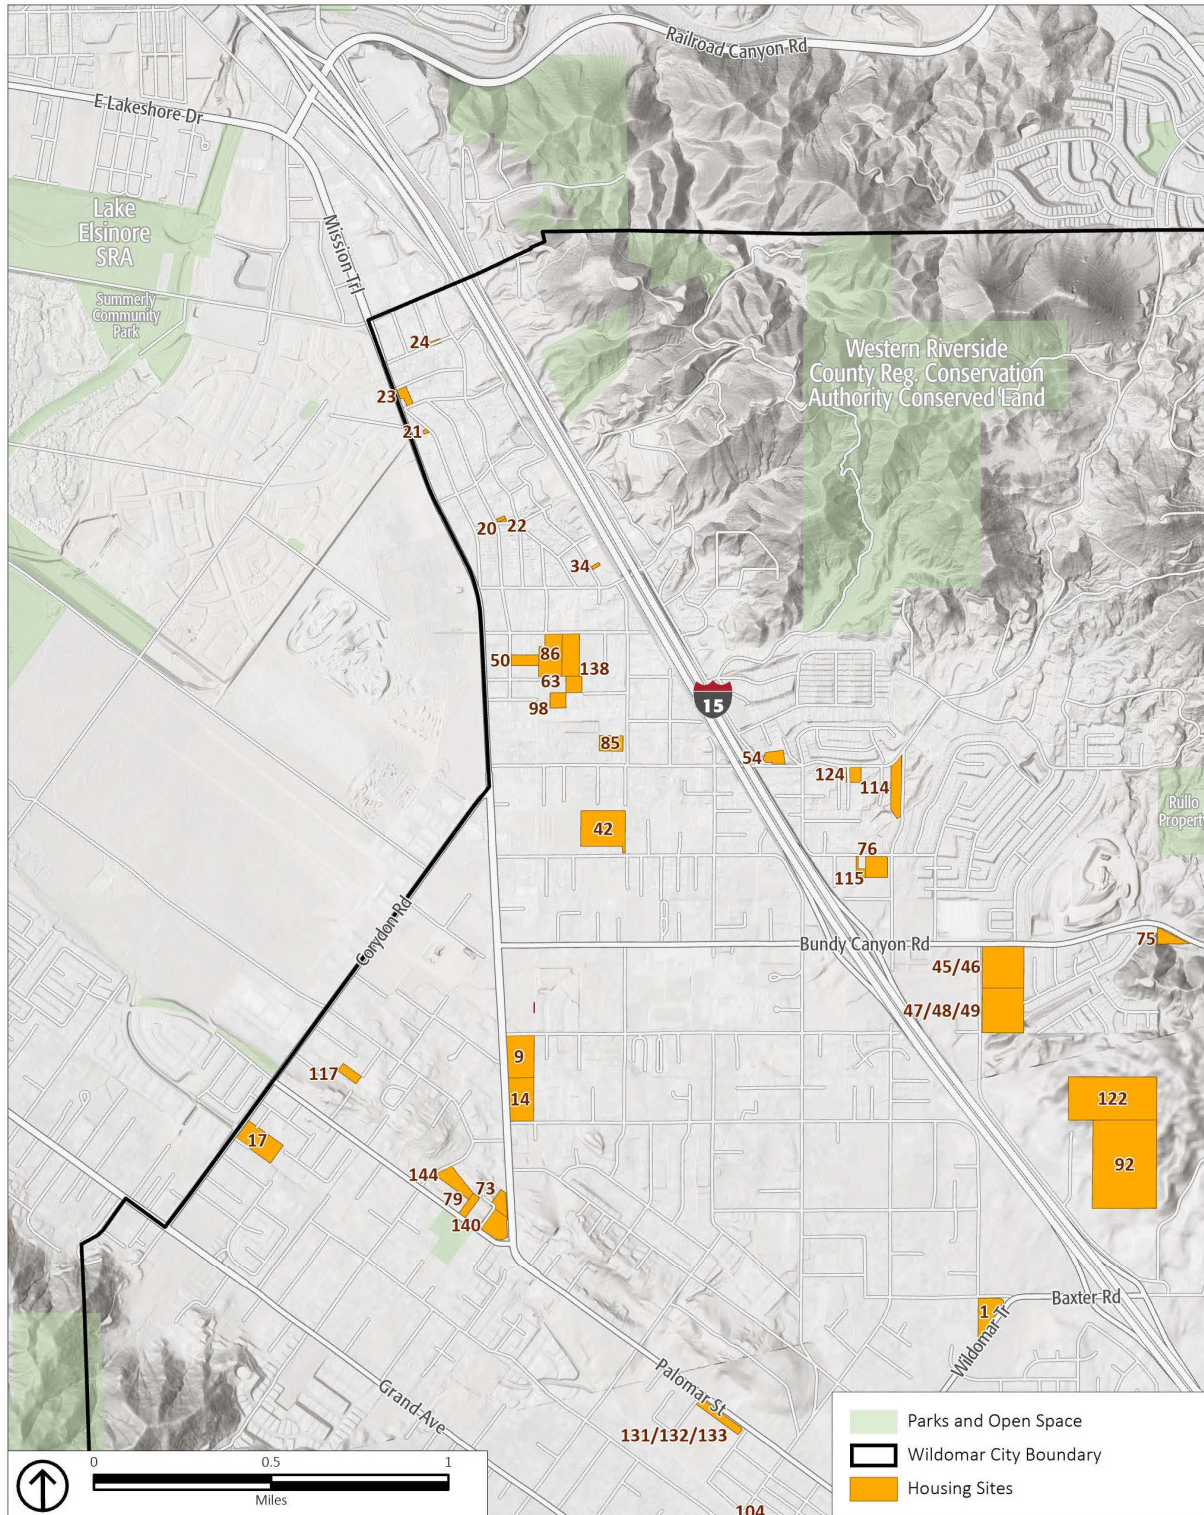 Railroad Canyon Rd
E Lakeshore Dr
Lake
Elsinore
SRA
Mission Trl
Summerly
Community
Park
24
Western Riverside
County Reg. Conservation
Authority Conserved Land
23
21
20
22
34
50
86
138
63
98
15
85
54
124
114
Rullo
Property
42
76
115
Corydon Rd
Bundy Canyon Rd
75
45/46
47/48/49
9
117
14
122
17
92
144
79
73
140
1
Baxter Rd
Wildomar Tr
Palomar St
Grand Ave
131/132/133
104
Parks and Open Space
Wildomar City Boundary
Housing Sites
0 0.5 1
Miles